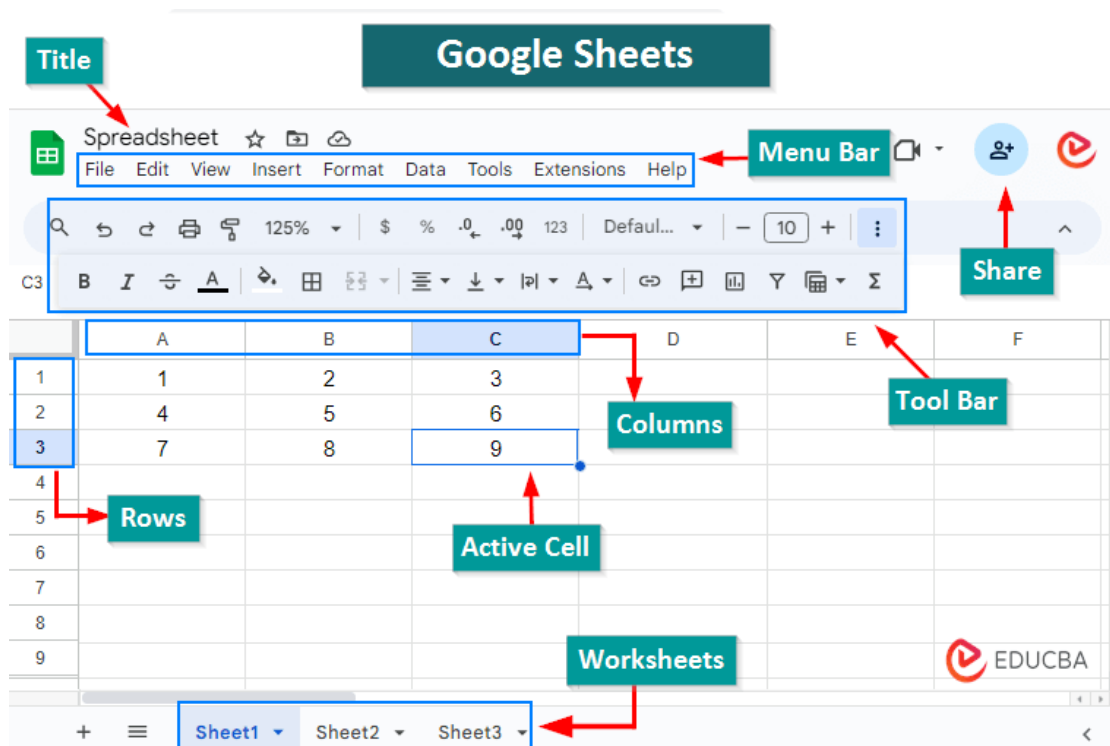 Google Sheets
Title
Spreadsheet
File Edit View Insert Format Data Tools Extensions Help
Menu Bar
125% $ % .0 .00 123 Defaul... 10
Share
C3
B I A A Σ
A B C D E F
1 1 2 3
2 4 5 6
Tool Bar
Columns
3 7 8 9
4
5
Rows
Active Cell
6
7
8
9
Worksheets
EDUCBA
Sheet1 Sheet2 Sheet3